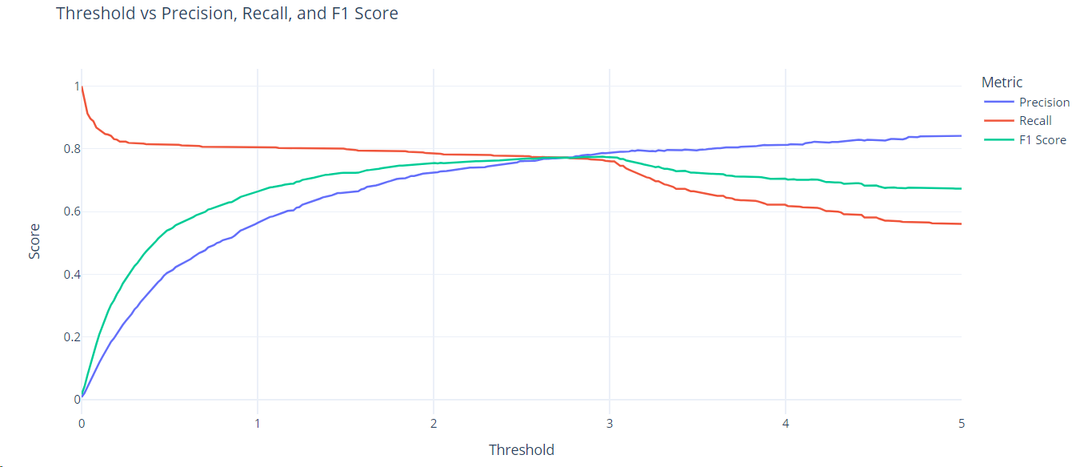 Threshold vs Precision, Recall, and F1 Score
Metric
Precision
Recall
F1 Score
Score
1
0.8
0.6
0.4
0.2
0
0 1 2 3 4 5
Threshold